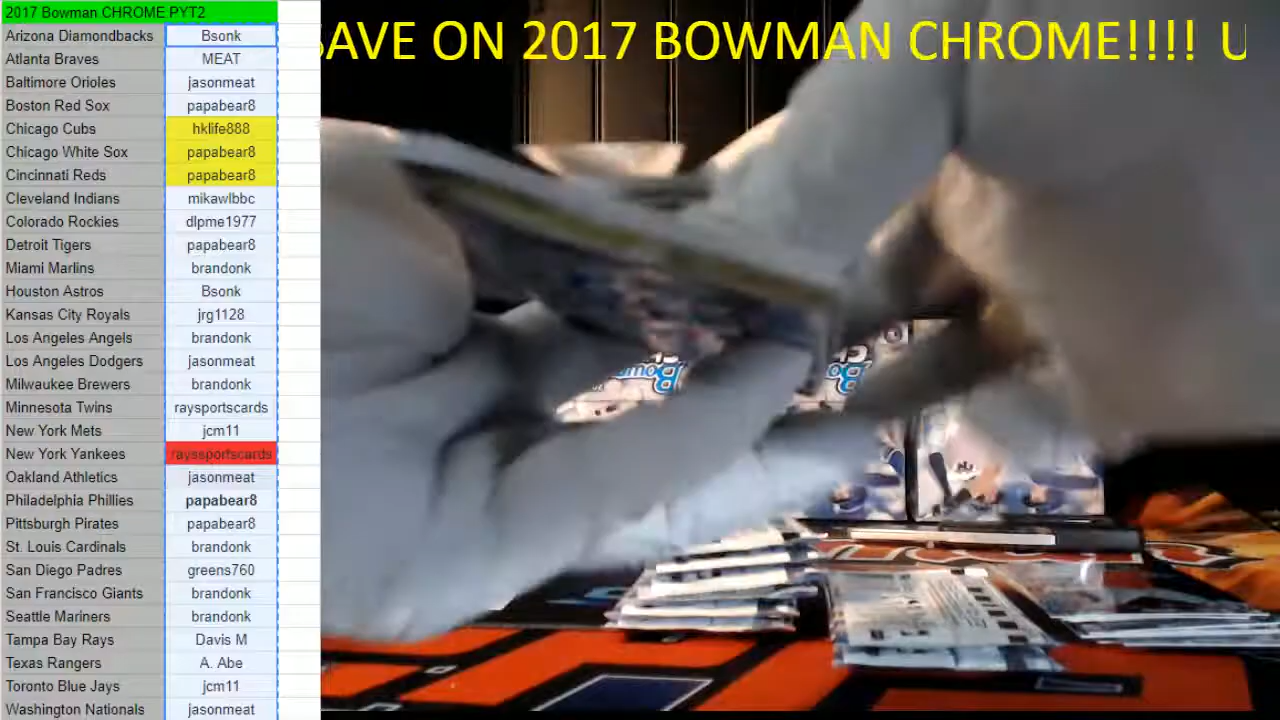 2017 Bowman CHROME PYT2
Arizona Diamondbacks Bsonk
Atlanta Braves MEAT
Baltimore Orioles jasonmeat
Boston Red Sox papabear8
Chicago Cubs hklife888
Chicago White Sox papabear8
Cincinnati Reds papabear8
Cleveland Indians mikawlbbc
Colorado Rockies dlpme1977
Detroit Tigers papabear8
Miami Marlins brandonk
Houston Astros Bsonk
Kansas City Royals jrg1128
Los Angeles Angels brandonk
Los Angeles Dodgers jasonmeat
Milwaukee Brewers brandonk
Minnesota Twins raysportscards
New York Mets jcm11
New York Yankees rayssportscards
Oakland Athletics jasonmeat
Philadelphia Phillies papabear8
Pittsburgh Pirates papabear8
St. Louis Cardinals brandonk
San Diego Padres greens760
San Francisco Giants brandonk
Seattle Mariners brandonk
Tampa Bay Rays Davis M
Texas Rangers A. Abe
Toronto Blue Jays jcm11
Washington Nationals jasonmeat
SAVE ON 2017 BOWMAN CHROME!!!! U